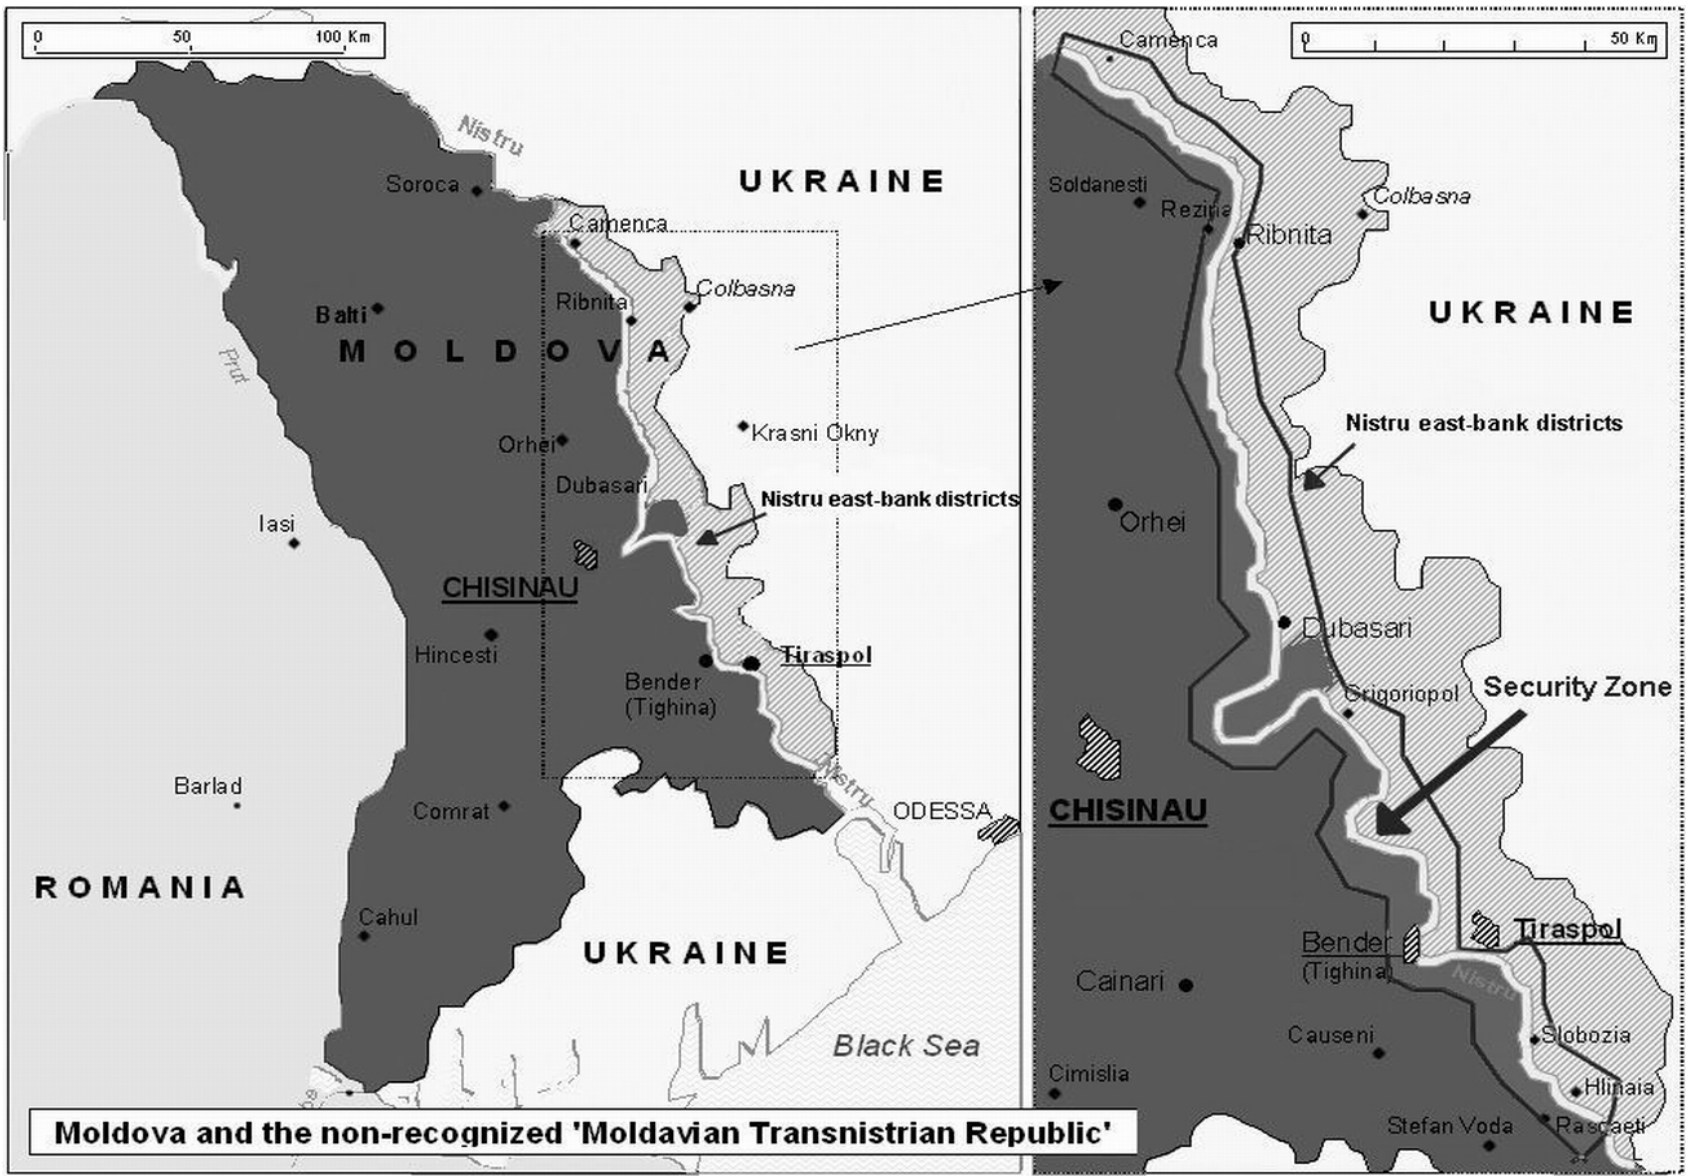 0 50 100 Km
Nistru
UKRAINE
Soroca
Camenca
Colbasna
Ribnita
Balti
MOLDOVA
Prut
Krasni Okny
Orhei
Dubasari
Nistru east-bank districts
Iasi
CHISINAU
Hincesti
Tiraspol
Bender
(Tighina)
Nistru
Barlad
Comrat
ODESSA
ROMANIA
Cahul
UKRAINE
Black Sea
Moldova and the non-recognized 'Moldavian Transnistrian Republic'
0 50 Km
Camenca
Soldanesti
Rezina
Colbasna
Ribnita
UKRAINE
Nistru east-bank districts
Orhei
Dubasari
Grigoriopol
Security Zone
CHISINAU
Tiraspol
Bender
(Tighina)
Nistru
Cainari
Causeni
Slobozia
Cimislia
Hlinaia
Stefan Voda
Rascaeti